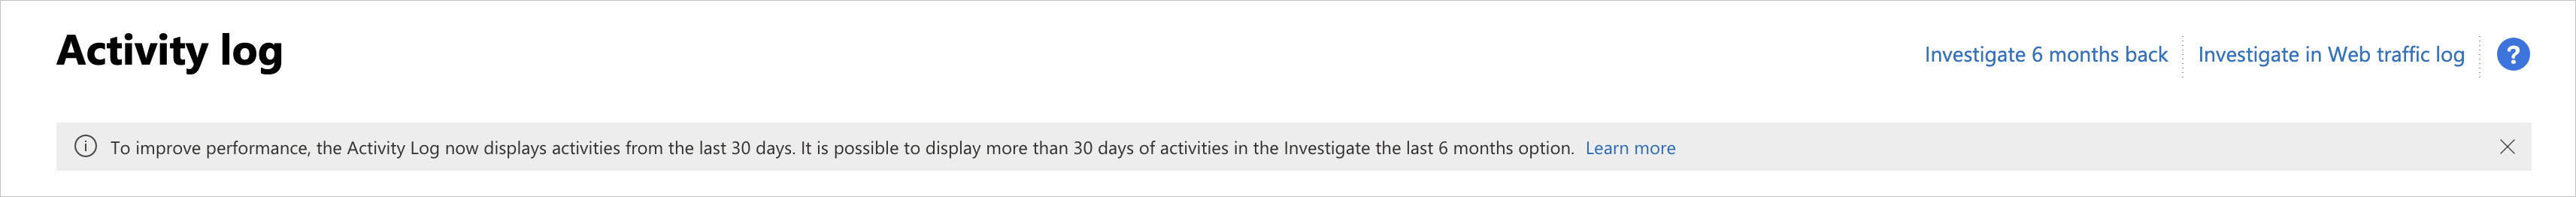 Activity log
Investigate 6 months back
Investigate in Web traffic log
?
To improve performance, the Activity Log now displays activities from the last 30 days. It is possible to display more than 30 days of activities in the Investigate the last 6 months option. Learn more